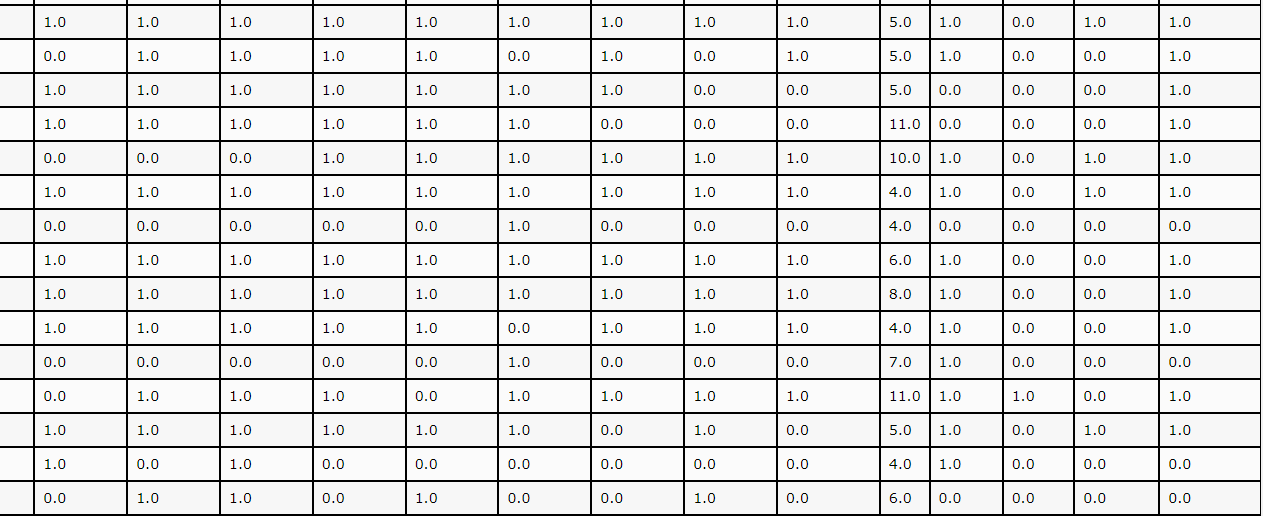 1.0 1.0 1.0 1.0 1.0 1.0 1.0 1.0 1.0 5.0 1.0 0.0 1.0 1.0
0.0 1.0 1.0 1.0 1.0 0.0 1.0 0.0 1.0 5.0 1.0 0.0 0.0 1.0
1.0 1.0 1.0 1.0 1.0 1.0 1.0 0.0 0.0 5.0 0.0 0.0 0.0 1.0
1.0 1.0 1.0 1.0 1.0 1.0 0.0 0.0 0.0 11.0 0.0 0.0 0.0 1.0
0.0 0.0 0.0 1.0 1.0 1.0 1.0 1.0 1.0 10.0 1.0 0.0 1.0 1.0
1.0 1.0 1.0 1.0 1.0 1.0 1.0 1.0 1.0 4.0 1.0 0.0 1.0 1.0
0.0 0.0 0.0 0.0 0.0 1.0 0.0 0.0 0.0 4.0 0.0 0.0 0.0 0.0
1.0 1.0 1.0 1.0 1.0 1.0 1.0 1.0 1.0 6.0 1.0 0.0 0.0 1.0
1.0 1.0 1.0 1.0 1.0 1.0 1.0 1.0 1.0 8.0 1.0 0.0 0.0 1.0
1.0 1.0 1.0 1.0 1.0 0.0 1.0 1.0 1.0 4.0 1.0 0.0 0.0 1.0
0.0 0.0 0.0 0.0 0.0 1.0 0.0 0.0 0.0 7.0 1.0 0.0 0.0 0.0
0.0 1.0 1.0 1.0 0.0 1.0 1.0 1.0 1.0 11.0 1.0 1.0 0.0 1.0
1.0 1.0 1.0 1.0 1.0 1.0 0.0 1.0 0.0 5.0 1.0 0.0 1.0 1.0
1.0 0.0 1.0 0.0 0.0 0.0 0.0 0.0 0.0 4.0 1.0 0.0 0.0 0.0
0.0 1.0 1.0 0.0 1.0 0.0 0.0 1.0 0.0 6.0 0.0 0.0 0.0 0.0